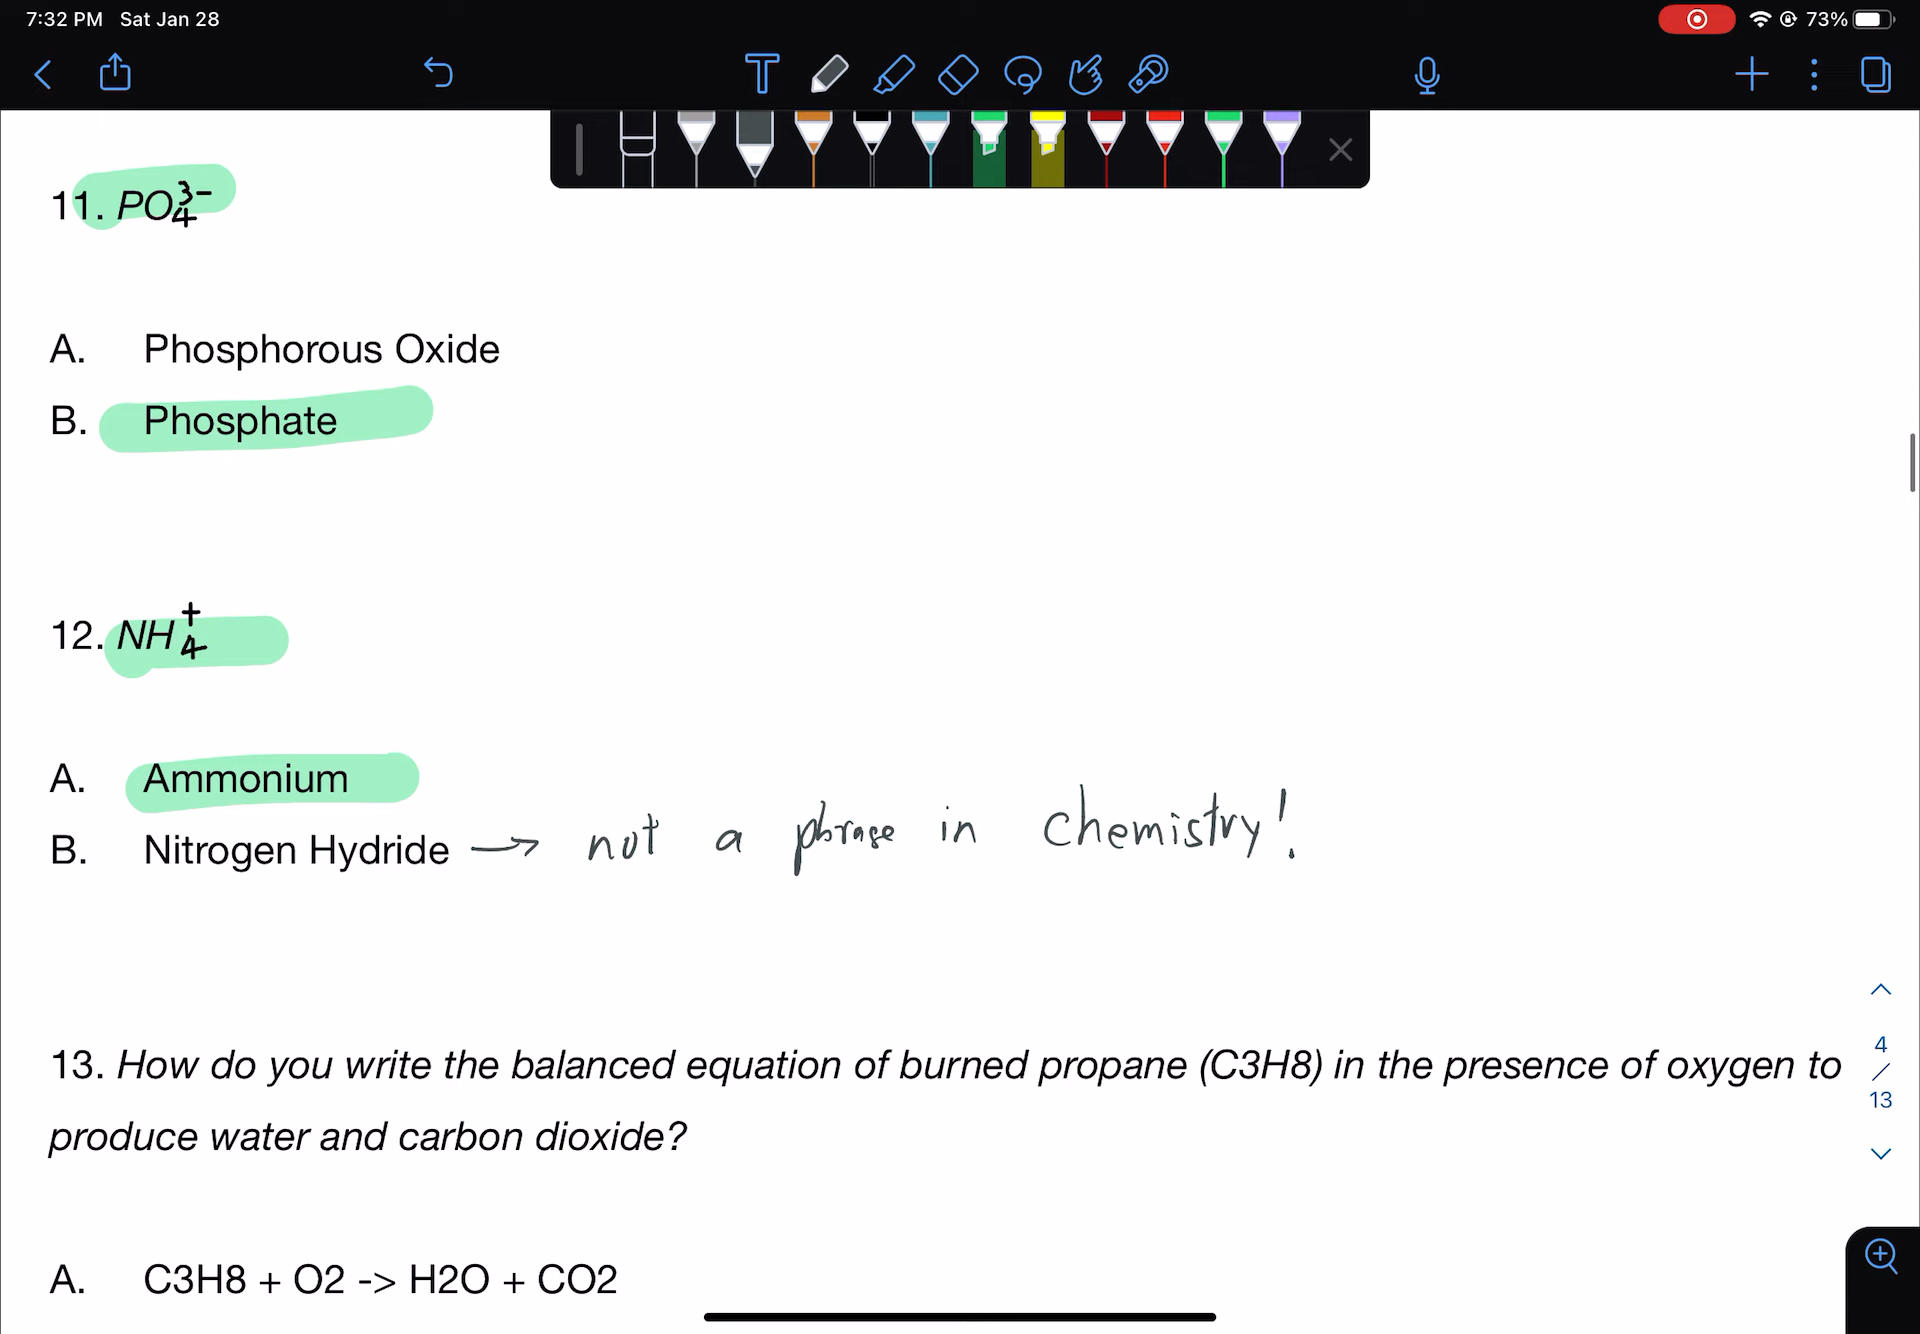 7:32 PM Sat Jan 28
73%
T
11. PO₄³⁻
A. Phosphorous Oxide
B. Phosphate
12. NH₄⁺
A. Ammonium
B. Nitrogen Hydride → not a phrase in chemistry!
13. How do you write the balanced equation of burned propane (C3H8) in the presence of oxygen to
produce water and carbon dioxide?
4
/
13
A. C3H8 + O2 -> H2O + CO2